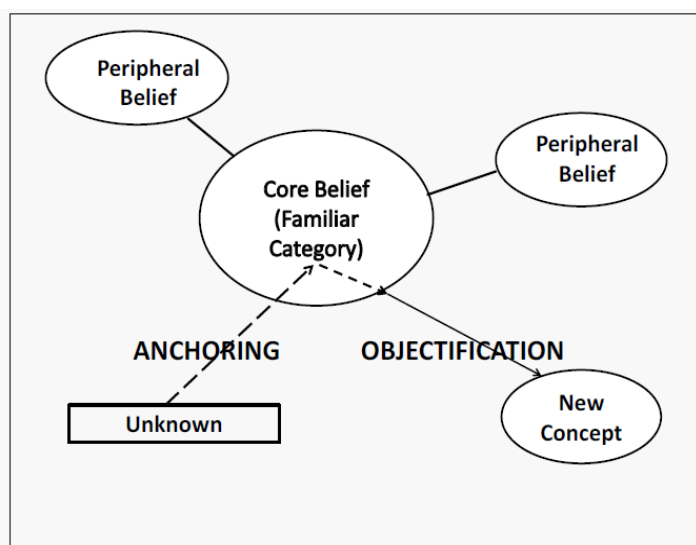 Peripheral
Belief
Peripheral
Belief
Core Belief
(Familiar
Category)
ANCHORING
OBJECTIFICATION
Unknown
New
Concept